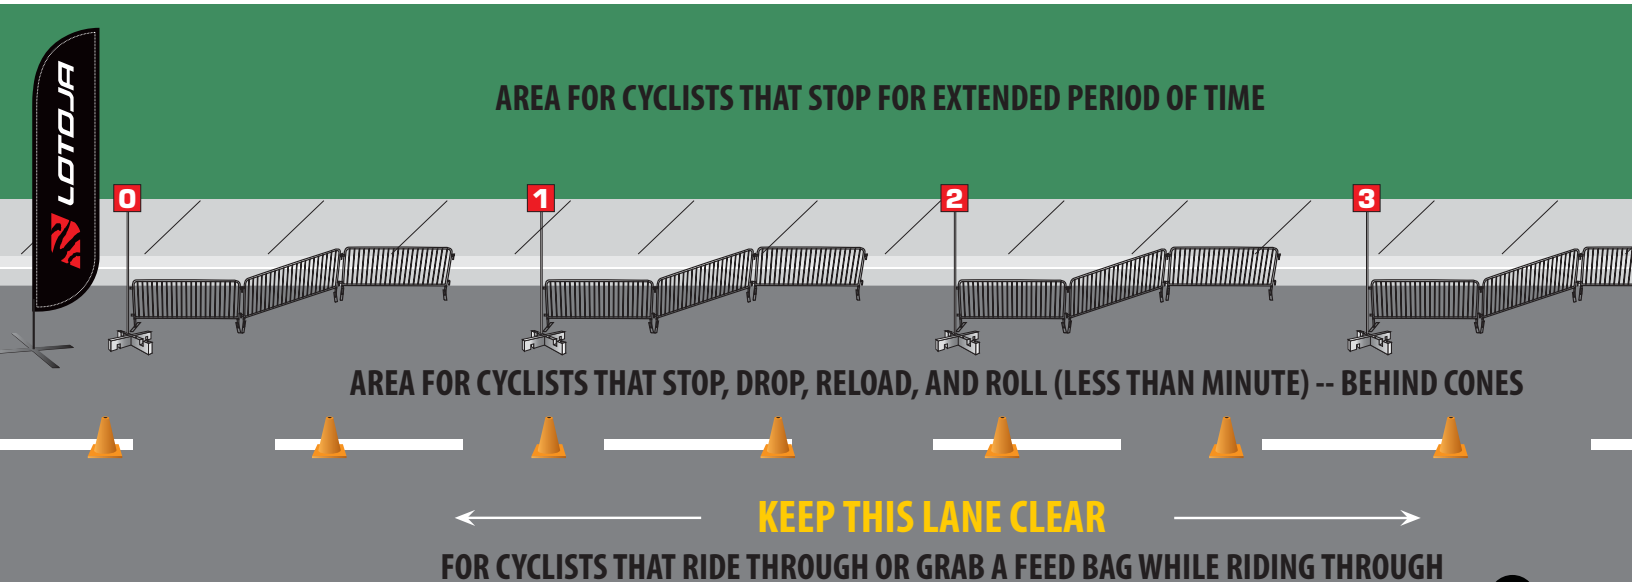 AREA FOR CYCLISTS THAT STOP FOR EXTENDED PERIOD OF TIME
LOTOJA
0
1
2
3
AREA FOR CYCLISTS THAT STOP, DROP, RELOAD, AND ROLL (LESS THAN MINUTE) -- BEHIND CONES
KEEP THIS LANE CLEAR
FOR CYCLISTS THAT RIDE THROUGH OR GRAB A FEED BAG WHILE RIDING THROUGH